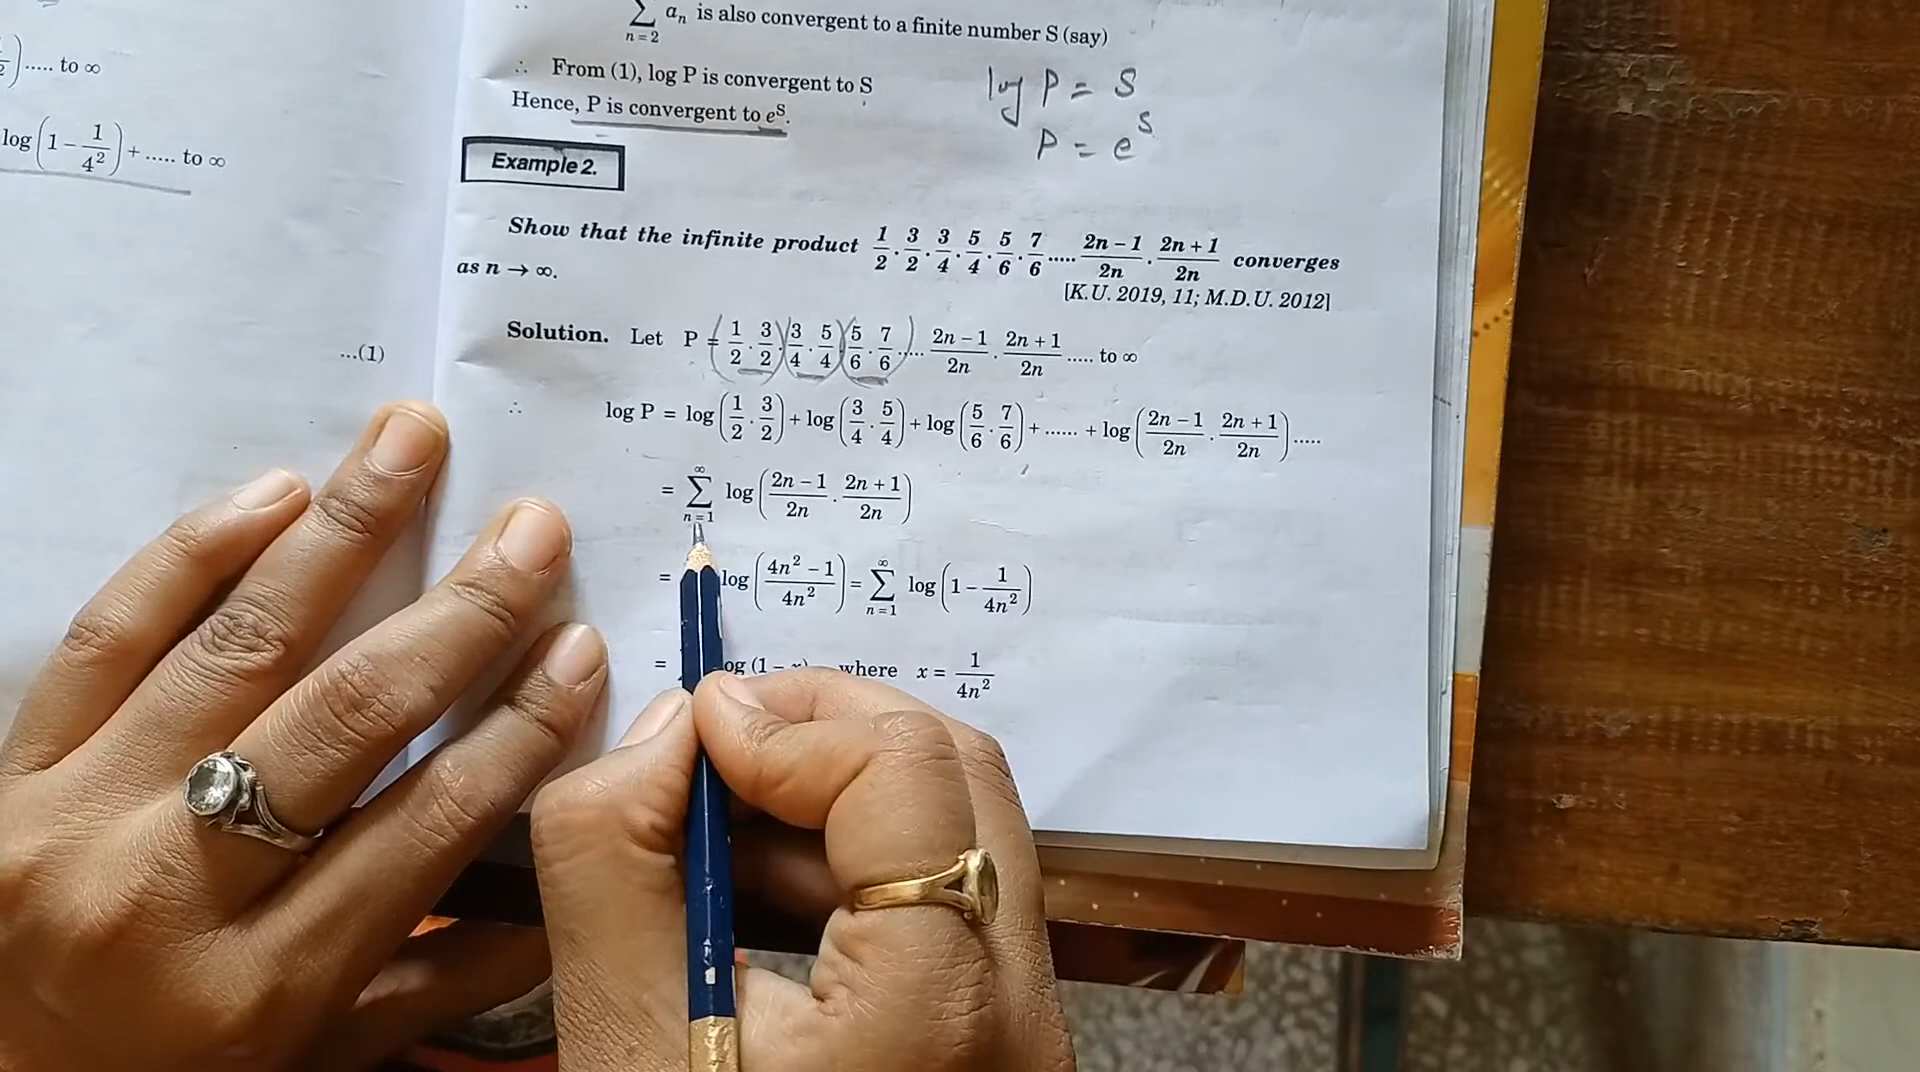 ) ..... to ∞
log(1 − 1/4²) + ..... to ∞
...(1)
∴ ∑ aₙ is also convergent to a finite number S (say)
n = 2
∴ From (1), log P is convergent to S
Hence, P is convergent to eˢ.
log P = S
P = eˢ
Example 2.
Show that the infinite product 1/2 · 3/2 · 3/4 · 5/4 · 5/6 · 7/6 ..... (2n − 1)/2n · (2n + 1)/2n converges
as n → ∞.
[K.U. 2019, 11; M.D.U. 2012]
Solution. Let P = (1/2 · 3/2)(3/4 · 5/4)(5/6 · 7/6) ..... (2n − 1)/2n · (2n + 1)/2n ..... to ∞
∴ log P = log(1/2 · 3/2) + log(3/4 · 5/4) + log(5/6 · 7/6) + ...... + log((2n − 1)/2n · (2n + 1)/2n) .....
= ∞∑n = 1 log((2n − 1)/2n · (2n + 1)/2n)
= log((4n² − 1)/4n²) = ∞∑n = 1 log(1 − 1/4n²)
= (1 − where x = 1/4n²